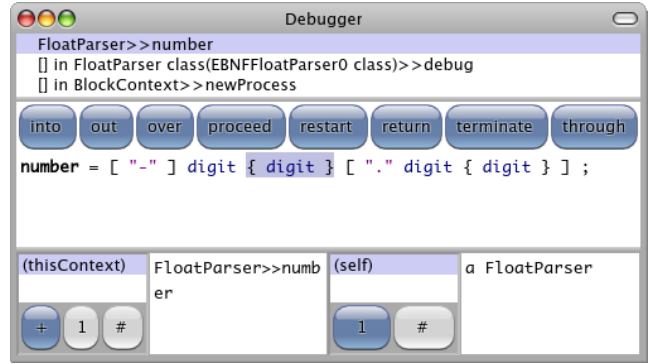 Debugger
FloatParser>>number
[] in FloatParser class(EBNFFloatParser0 class)>>debug
[] in BlockContext>>newProcess
into out over proceed restart return terminate through
number = [ "-" ] digit { digit } [ "." digit { digit } ] ;
(thisContext) FloatParser>>numb (self) a FloatParser
er
+ 1 # 1 #